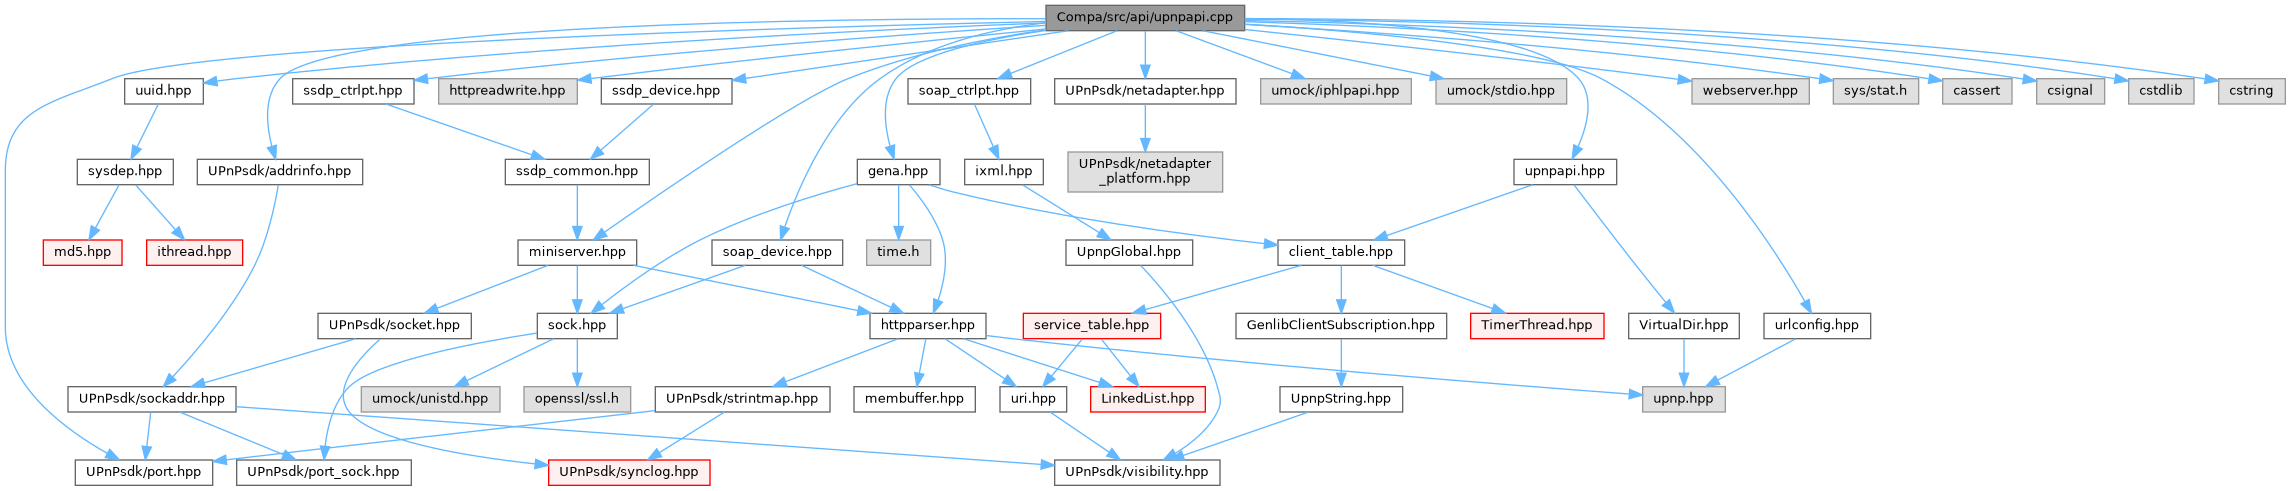 Compa/src/api/upnpapi.cpp
uuid.hpp
ssdp_ctrlpt.hpp
httpreadwrite.hpp
ssdp_device.hpp
soap_ctrlpt.hpp
UPnPsdk/netadapter.hpp
umock/iphlpapi.hpp
umock/stdio.hpp
webserver.hpp
sys/stat.h
cassert
csignal
cstdlib
cstring
sysdep.hpp
UPnPsdk/addrinfo.hpp
ssdp_common.hpp
gena.hpp
ixml.hpp
UPnPsdk/netadapter
_platform.hpp
upnpapi.hpp
md5.hpp
ithread.hpp
miniserver.hpp
soap_device.hpp
time.h
UpnpGlobal.hpp
client_table.hpp
UPnPsdk/socket.hpp
sock.hpp
httpparser.hpp
service_table.hpp
GenlibClientSubscription.hpp
TimerThread.hpp
VirtualDir.hpp
urlconfig.hpp
UPnPsdk/sockaddr.hpp
umock/unistd.hpp
openssl/ssl.h
UPnPsdk/strintmap.hpp
membuffer.hpp
uri.hpp
LinkedList.hpp
UpnpString.hpp
upnp.hpp
UPnPsdk/port.hpp
UPnPsdk/port_sock.hpp
UPnPsdk/synclog.hpp
UPnPsdk/visibility.hpp